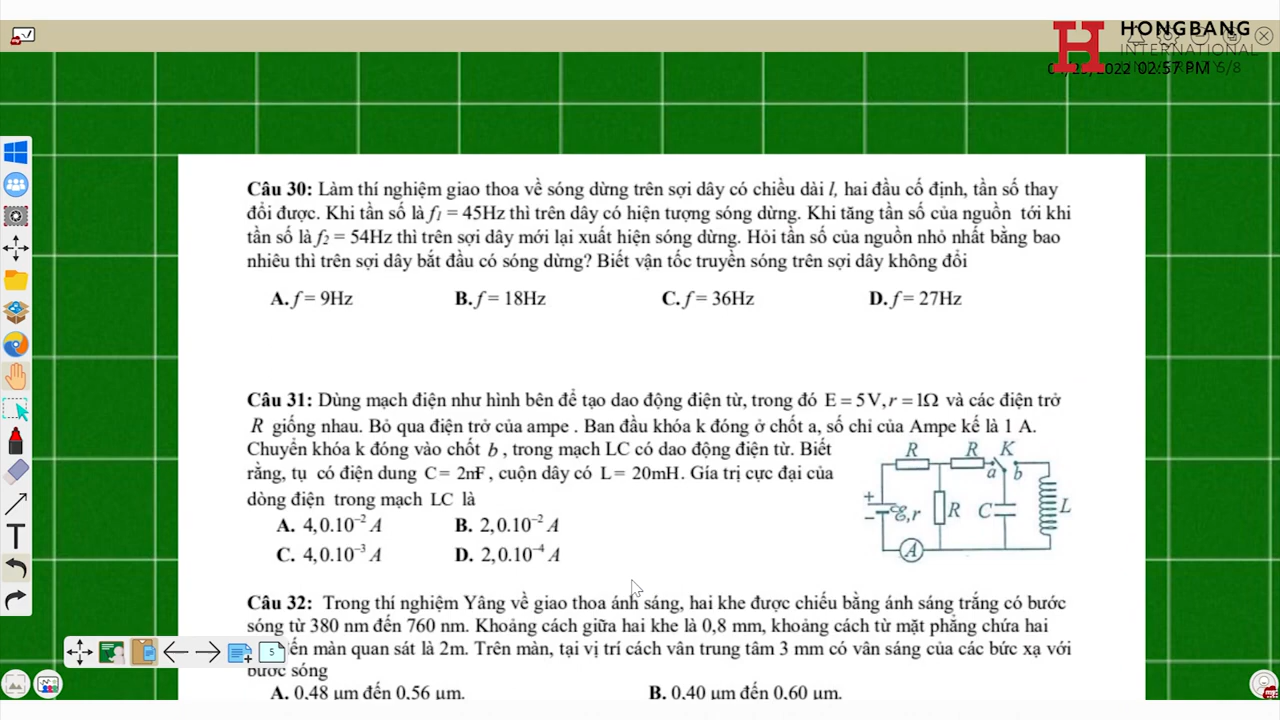 HONGBANG
INTERNATIONAL
2022 02:57 PM 5/8
Câu 30: Làm thí nghiệm giao thoa về sóng dừng trên sợi dây có chiều dài l, hai đầu cố định, tần số thay
đổi được. Khi tần số là f₁ = 45Hz thì trên dây có hiện tượng sóng dừng. Khi tăng tần số của nguồn tới khi
tần số là f₂ = 54Hz thì trên sợi dây mới lại xuất hiện sóng dừng. Hỏi tần số của nguồn nhỏ nhất bằng bao
nhiêu thì trên sợi dây bắt đầu có sóng dừng? Biết vận tốc truyền sóng trên sợi dây không đổi
A. f = 9Hz B. f = 18Hz C. f = 36Hz D. f = 27Hz
Câu 31: Dùng mạch điện như hình bên để tạo dao động điện từ, trong đó E = 5V, r = 1Ω và các điện trở
R giống nhau. Bỏ qua điện trở của ampe . Ban đầu khóa k đóng ở chốt a, số chỉ của Ampe kế là 1 A.
Chuyển khóa k đóng vào chốt b , trong mạch LC có dao động điện từ. Biết
rằng, tụ có điện dung C = 2nF , cuộn dây có L = 20mH. Gía trị cực đại của
dòng điện trong mạch LC là
A. 4,0.10⁻² A B. 2,0.10⁻² A
C. 4,0.10⁻³ A D. 2,0.10⁻⁴ A
R R K
a b
+
− ℰ,r R C L
A
Câu 32: Trong thí nghiệm Yâng về giao thoa ánh sáng, hai khe được chiếu bằng ánh sáng trắng có bước
sóng từ 380 nm đến 760 nm. Khoảng cách giữa hai khe là 0,8 mm, khoảng cách từ mặt phẳng chứa hai
màn quan sát là 2m. Trên màn, tại vị trí cách vân trung tâm 3 mm có vân sáng của các bức xạ với
bước sóng
A. 0,48 μm đến 0,56 μm. B. 0,40 μm đến 0,60 μm.
T
5